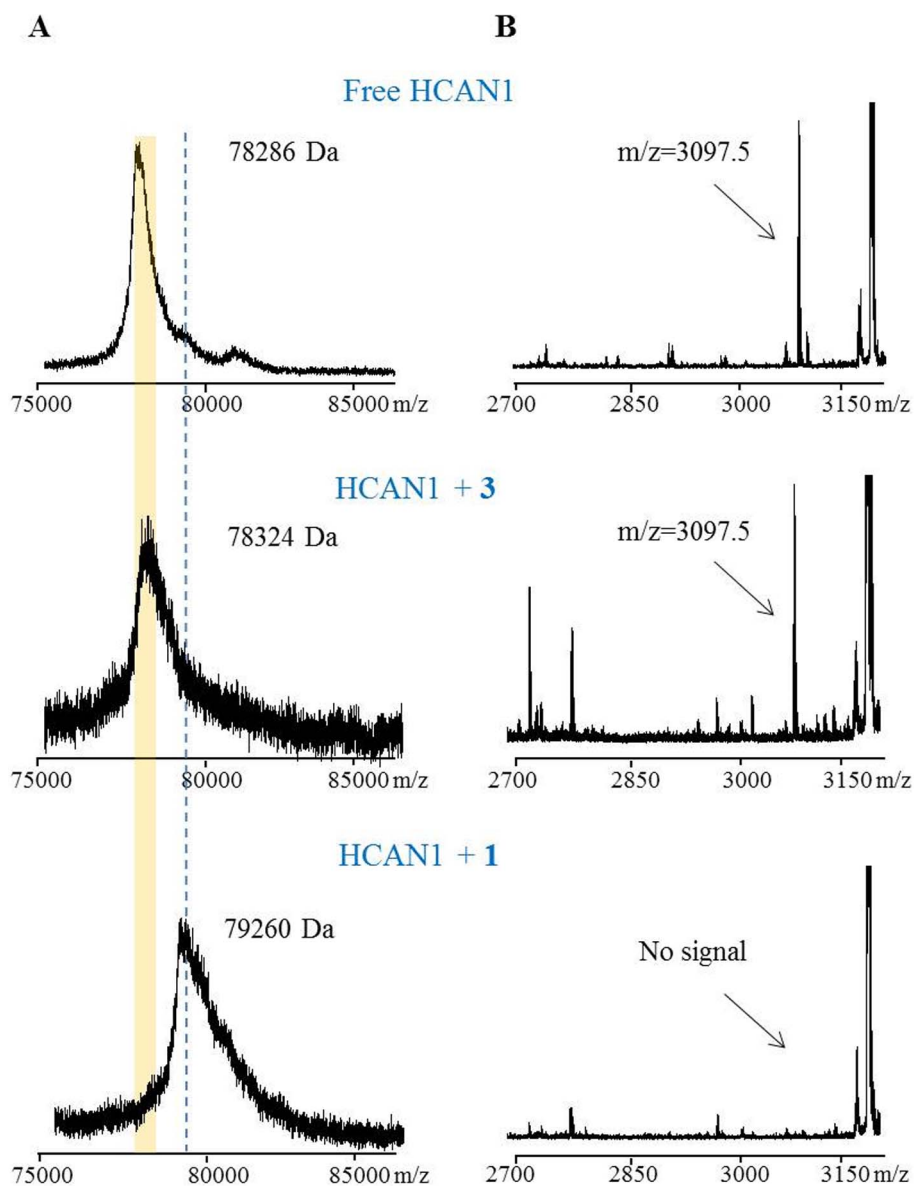 A B
Free HCAN1
78286 Da m/z=3097.5
75000 80000 85000 m/z 2700 2850 3000 3150 m/z
HCAN1 + 3
78324 Da m/z=3097.5
75000 80000 85000 m/z 2700 2850 3000 3150 m/z
HCAN1 + 1
79260 Da No signal
75000 80000 85000 m/z 2700 2850 3000 3150 m/z